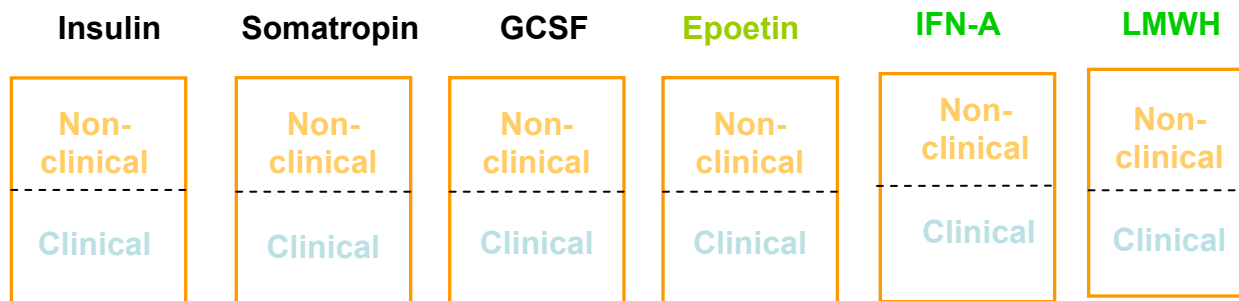 Insulin Somatropin GCSF Epoetin IFN-A LMWH
Non- Non- Non- Non- Non- Non-
clinical clinical clinical clinical clinical clinical
Clinical Clinical Clinical Clinical Clinical Clinical